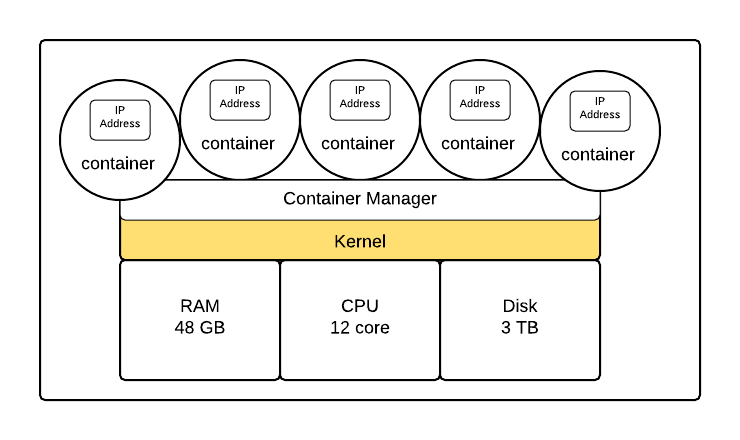 IP
Address
container
IP
Address
container
IP
Address
container
IP
Address
container
IP
Address
container
Container Manager
Kernel
RAM
48 GB
CPU
12 core
Disk
3 TB